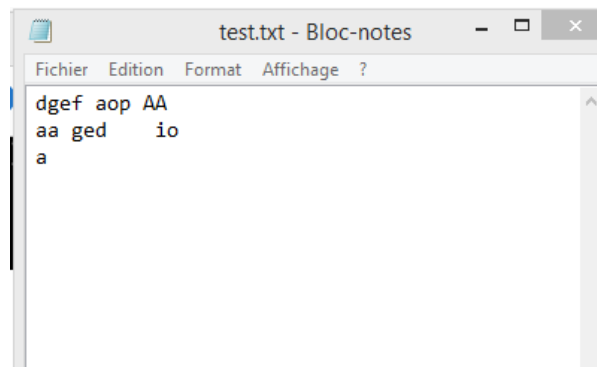 test.txt - Bloc-notes
Fichier Edition Format Affichage ?
dgef aop AA
aa ged    io
a